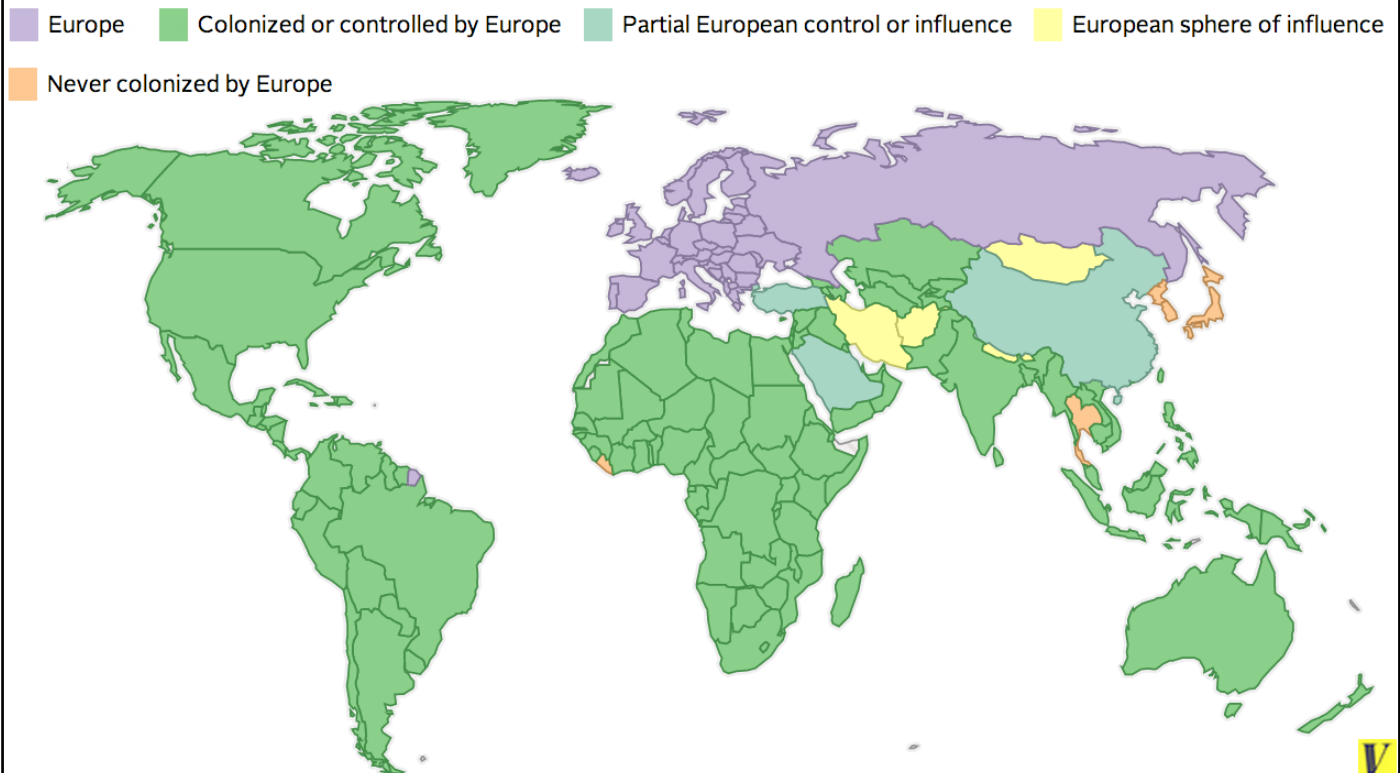 Europe Colonized or controlled by Europe Partial European control or influence European sphere of influence
Never colonized by Europe
V